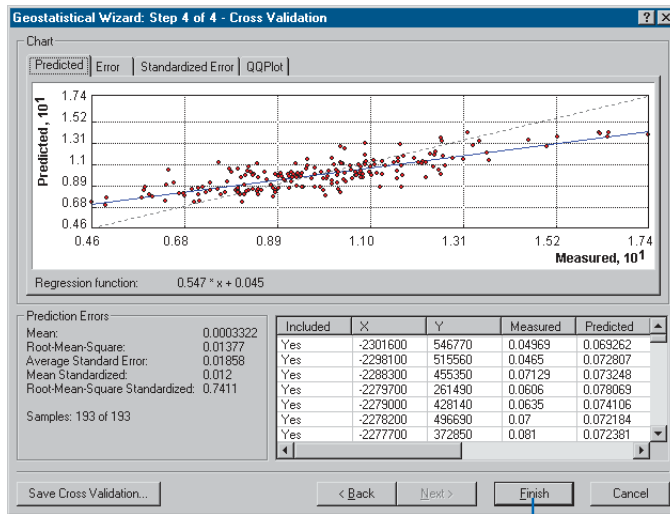 Geostatistical Wizard: Step 4 of 4 - Cross Validation
Chart
Predicted Error Standardized Error QQPlot
Predicted, 10¹
1.74
1.52
1.31
1.1
0.89
0.68
0.46
0.46 0.68 0.89 1.10 1.31 1.52 1.74
Measured, 10¹
Regression function: 0.547 * x + 0.045
Prediction Errors
Mean: 0.0003322
Root-Mean-Square: 0.01377
Average Standard Error: 0.01858
Mean Standardized: 0.012
Root-Mean-Square Standardized: 0.7411
Samples: 193 of 193
Included X Y Measured Predicted
Yes -2301600 546770 0.04969 0.069262
Yes -2298100 515560 0.0465 0.072807
Yes -2288300 455350 0.07129 0.073248
Yes -2279700 261490 0.0606 0.078069
Yes -2279000 428140 0.0635 0.074106
Yes -2278200 496690 0.07 0.072184
Yes -2277700 372850 0.081 0.072381
Save Cross Validation... < Back Next > Finish Cancel